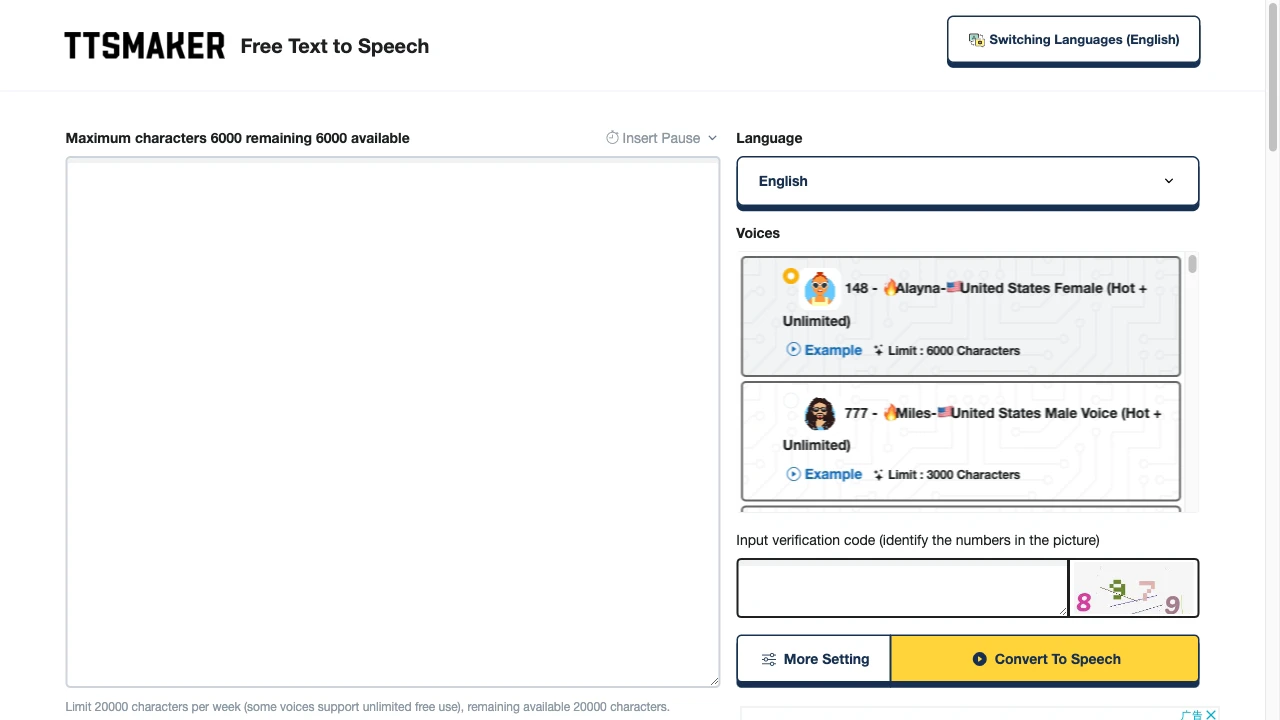 TTSMAKER Free Text to Speech
Switching Languages (English)
Maximum characters 6000 remaining 6000 available
Insert Pause
Language
English
Voices
148 - 🔥Alayna-🇺🇸United States Female (Hot +
Unlimited)
Example Limit : 6000 Characters
777 - 🔥Miles-🇺🇸United States Male Voice (Hot +
Unlimited)
Example Limit : 3000 Characters
Input verification code (identify the numbers in the picture)
8 9 7 9
More Setting
Convert To Speech
Limit 20000 characters per week (some voices support unlimited free use), remaining available 20000 characters.
广告